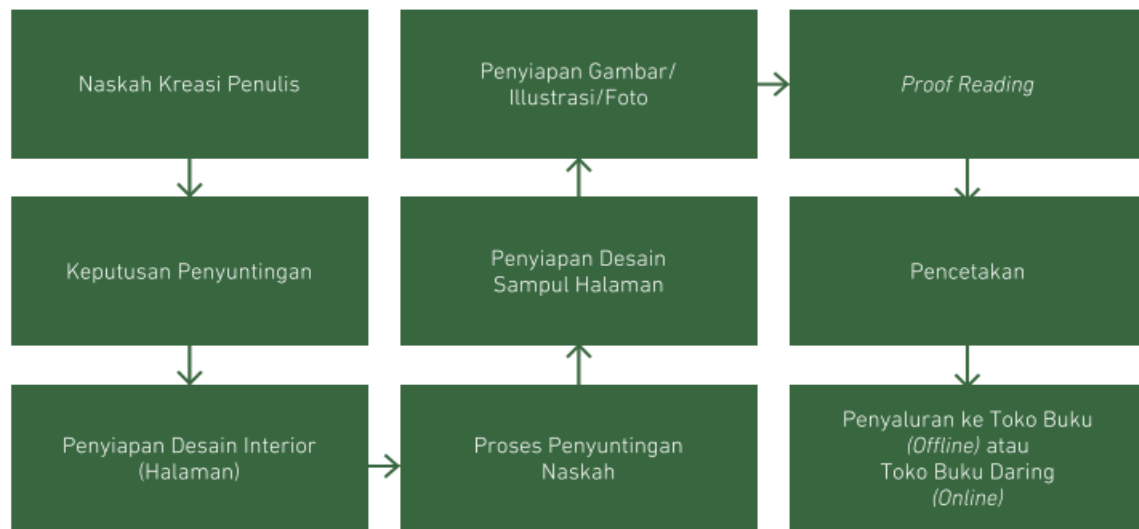 Naskah Kreasi Penulis
Keputusan Penyuntingan
Penyiapan Desain Interior
(Halaman)
Proses Penyuntingan
Naskah
Penyiapan Desain
Sampul Halaman
Penyiapan Gambar/
Illustrasi/Foto
Proof Reading
Pencetakan
Penyaluran ke Toko Buku
(Offline) atau
Toko Buku Daring
(Online)